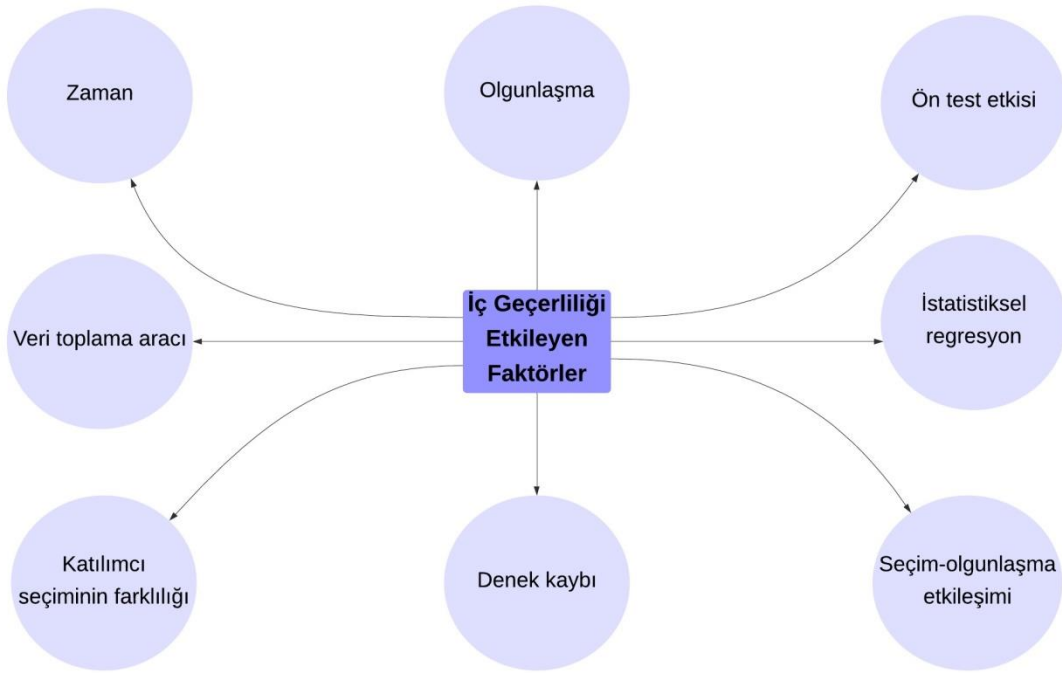 Zaman
Olgunlaşma
Ön test etkisi
İç Geçerliliği
Etkileyen
Faktörler
Veri toplama aracı
İstatistiksel
regresyon
Katılımcı
seçiminin farklılığı
Denek kaybı
Seçim-olgunlaşma
etkileşimi